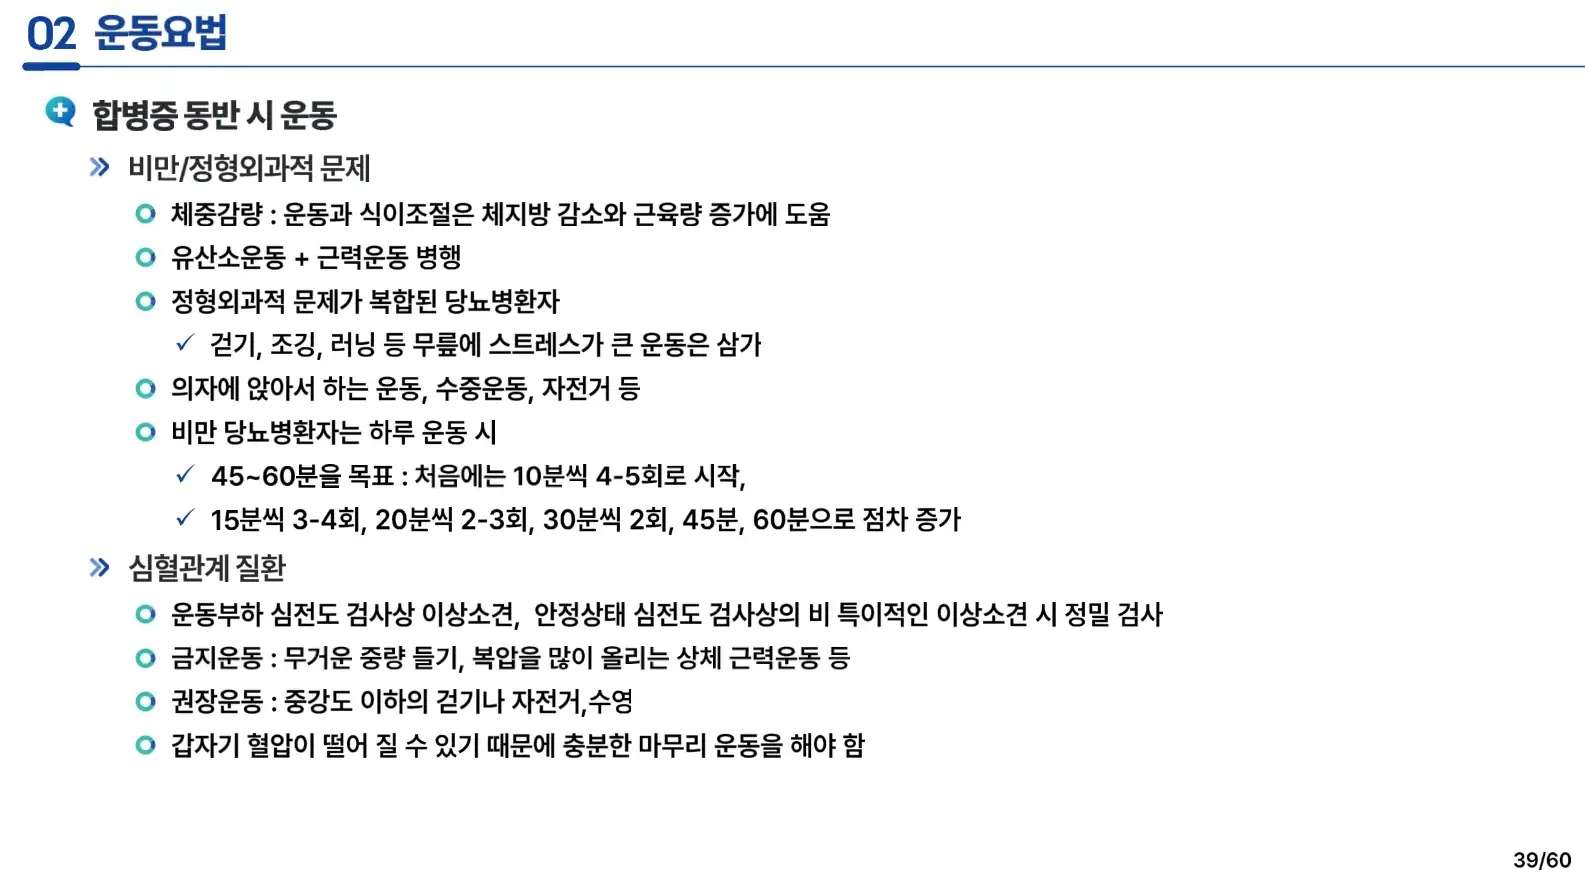 02 운동요법
합병증 동반 시 운동
비만/정형외과적 문제
체중감량 : 운동과 식이조절은 체지방 감소와 근육량 증가에 도움
유산소운동 + 근력운동 병행
정형외과적 문제가 복합된 당뇨병환자
걷기, 조깅, 러닝 등 무릎에 스트레스가 큰 운동은 삼가
의자에 앉아서 하는 운동, 수중운동, 자전거 등
비만 당뇨병환자는 하루 운동 시
45~60분을 목표 : 처음에는 10분씩 4-5회로 시작,
15분씩 3-4회, 20분씩 2-3회, 30분씩 2회, 45분, 60분으로 점차 증가
심혈관계 질환
운동부하 심전도 검사상 이상소견, 안정상태 심전도 검사상의 비 특이적인 이상소견 시 정밀 검사
금지운동 : 무거운 중량 들기, 복압을 많이 올리는 상체 근력운동 등
권장운동 : 중강도 이하의 걷기나 자전거,수영
갑자기 혈압이 떨어 질 수 있기 때문에 충분한 마무리 운동을 해야 함
39/60